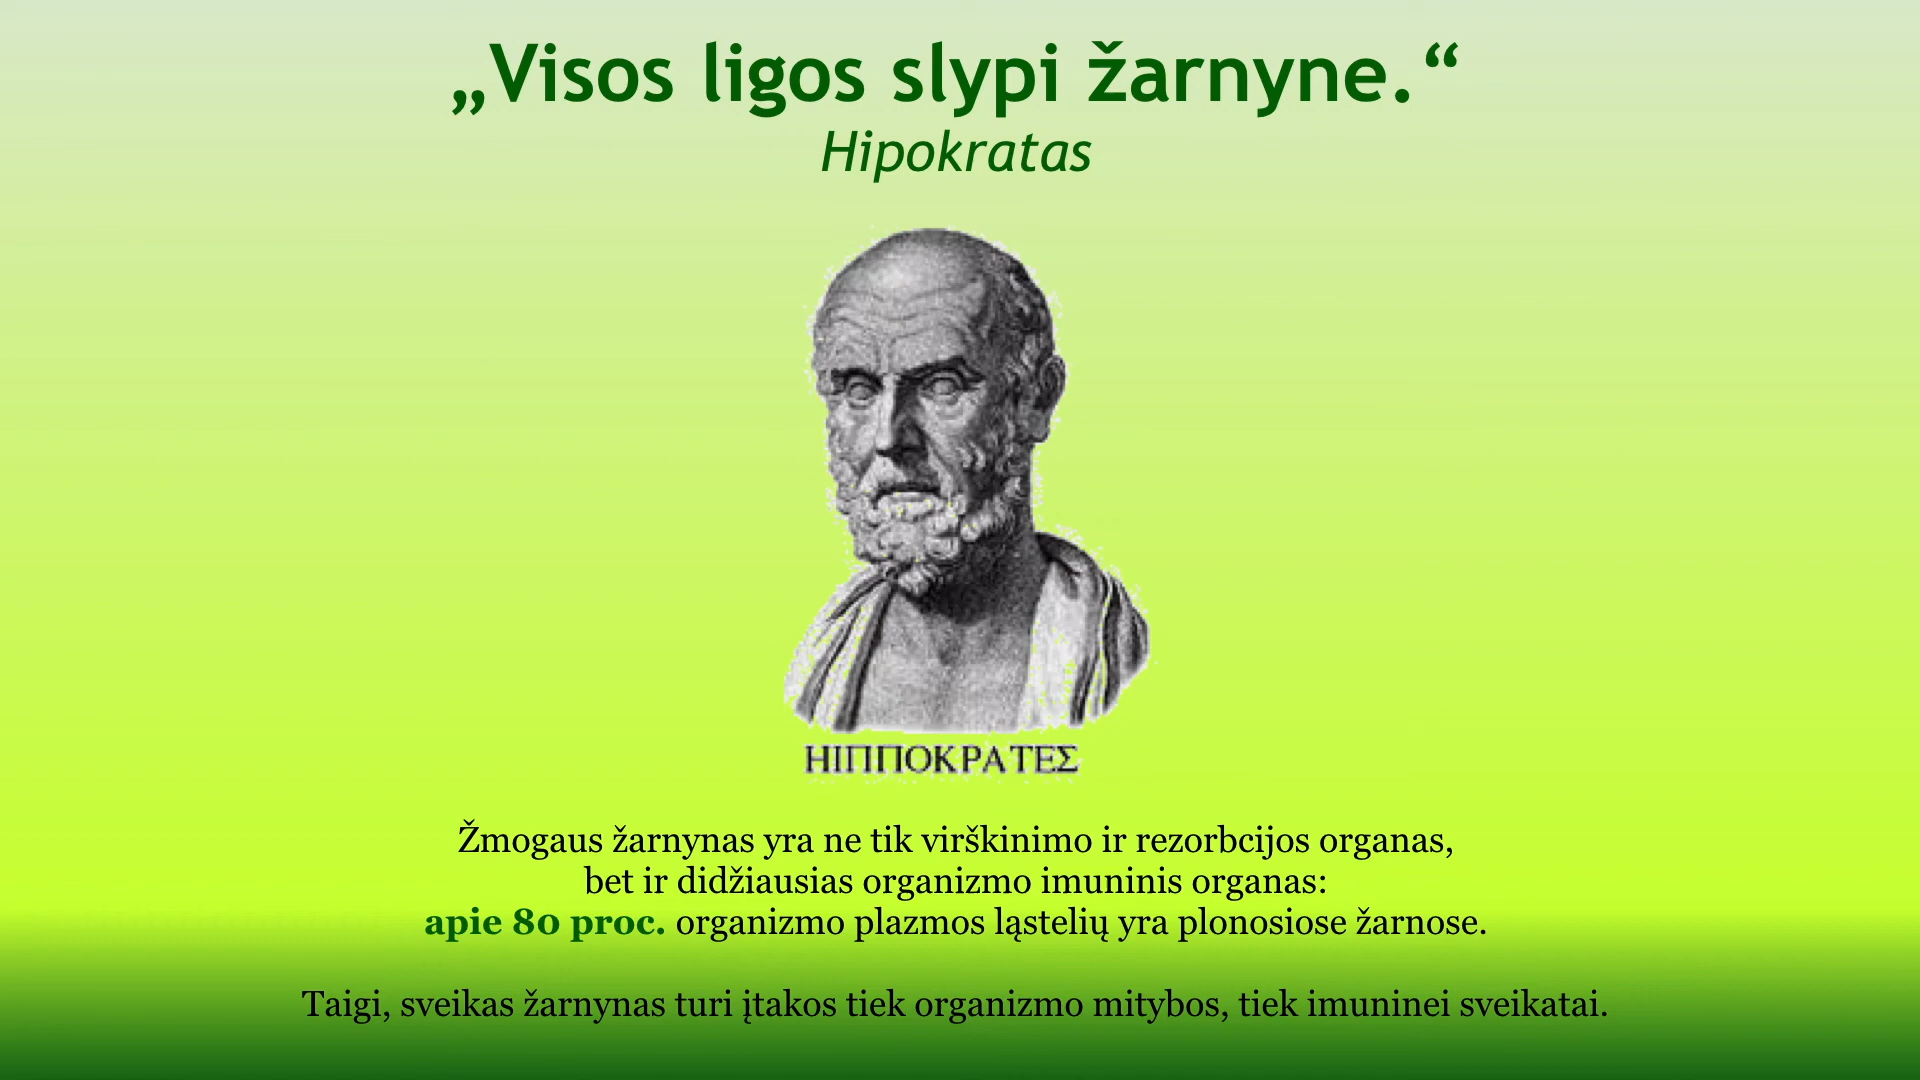 „Visos ligos slypi žarnyne.“
Hipokratas
ΗΙΠΠΟΚΡΑΤΕΣ
Žmogaus žarnynas yra ne tik virškinimo ir rezorbcijos organas,
bet ir didžiausias organizmo imuninis organas:
apie 80 proc. organizmo plazmos ląstelių yra plonosiose žarnose.
Taigi, sveikas žarnynas turi įtakos tiek organizmo mitybos, tiek imuninei sveikatai.